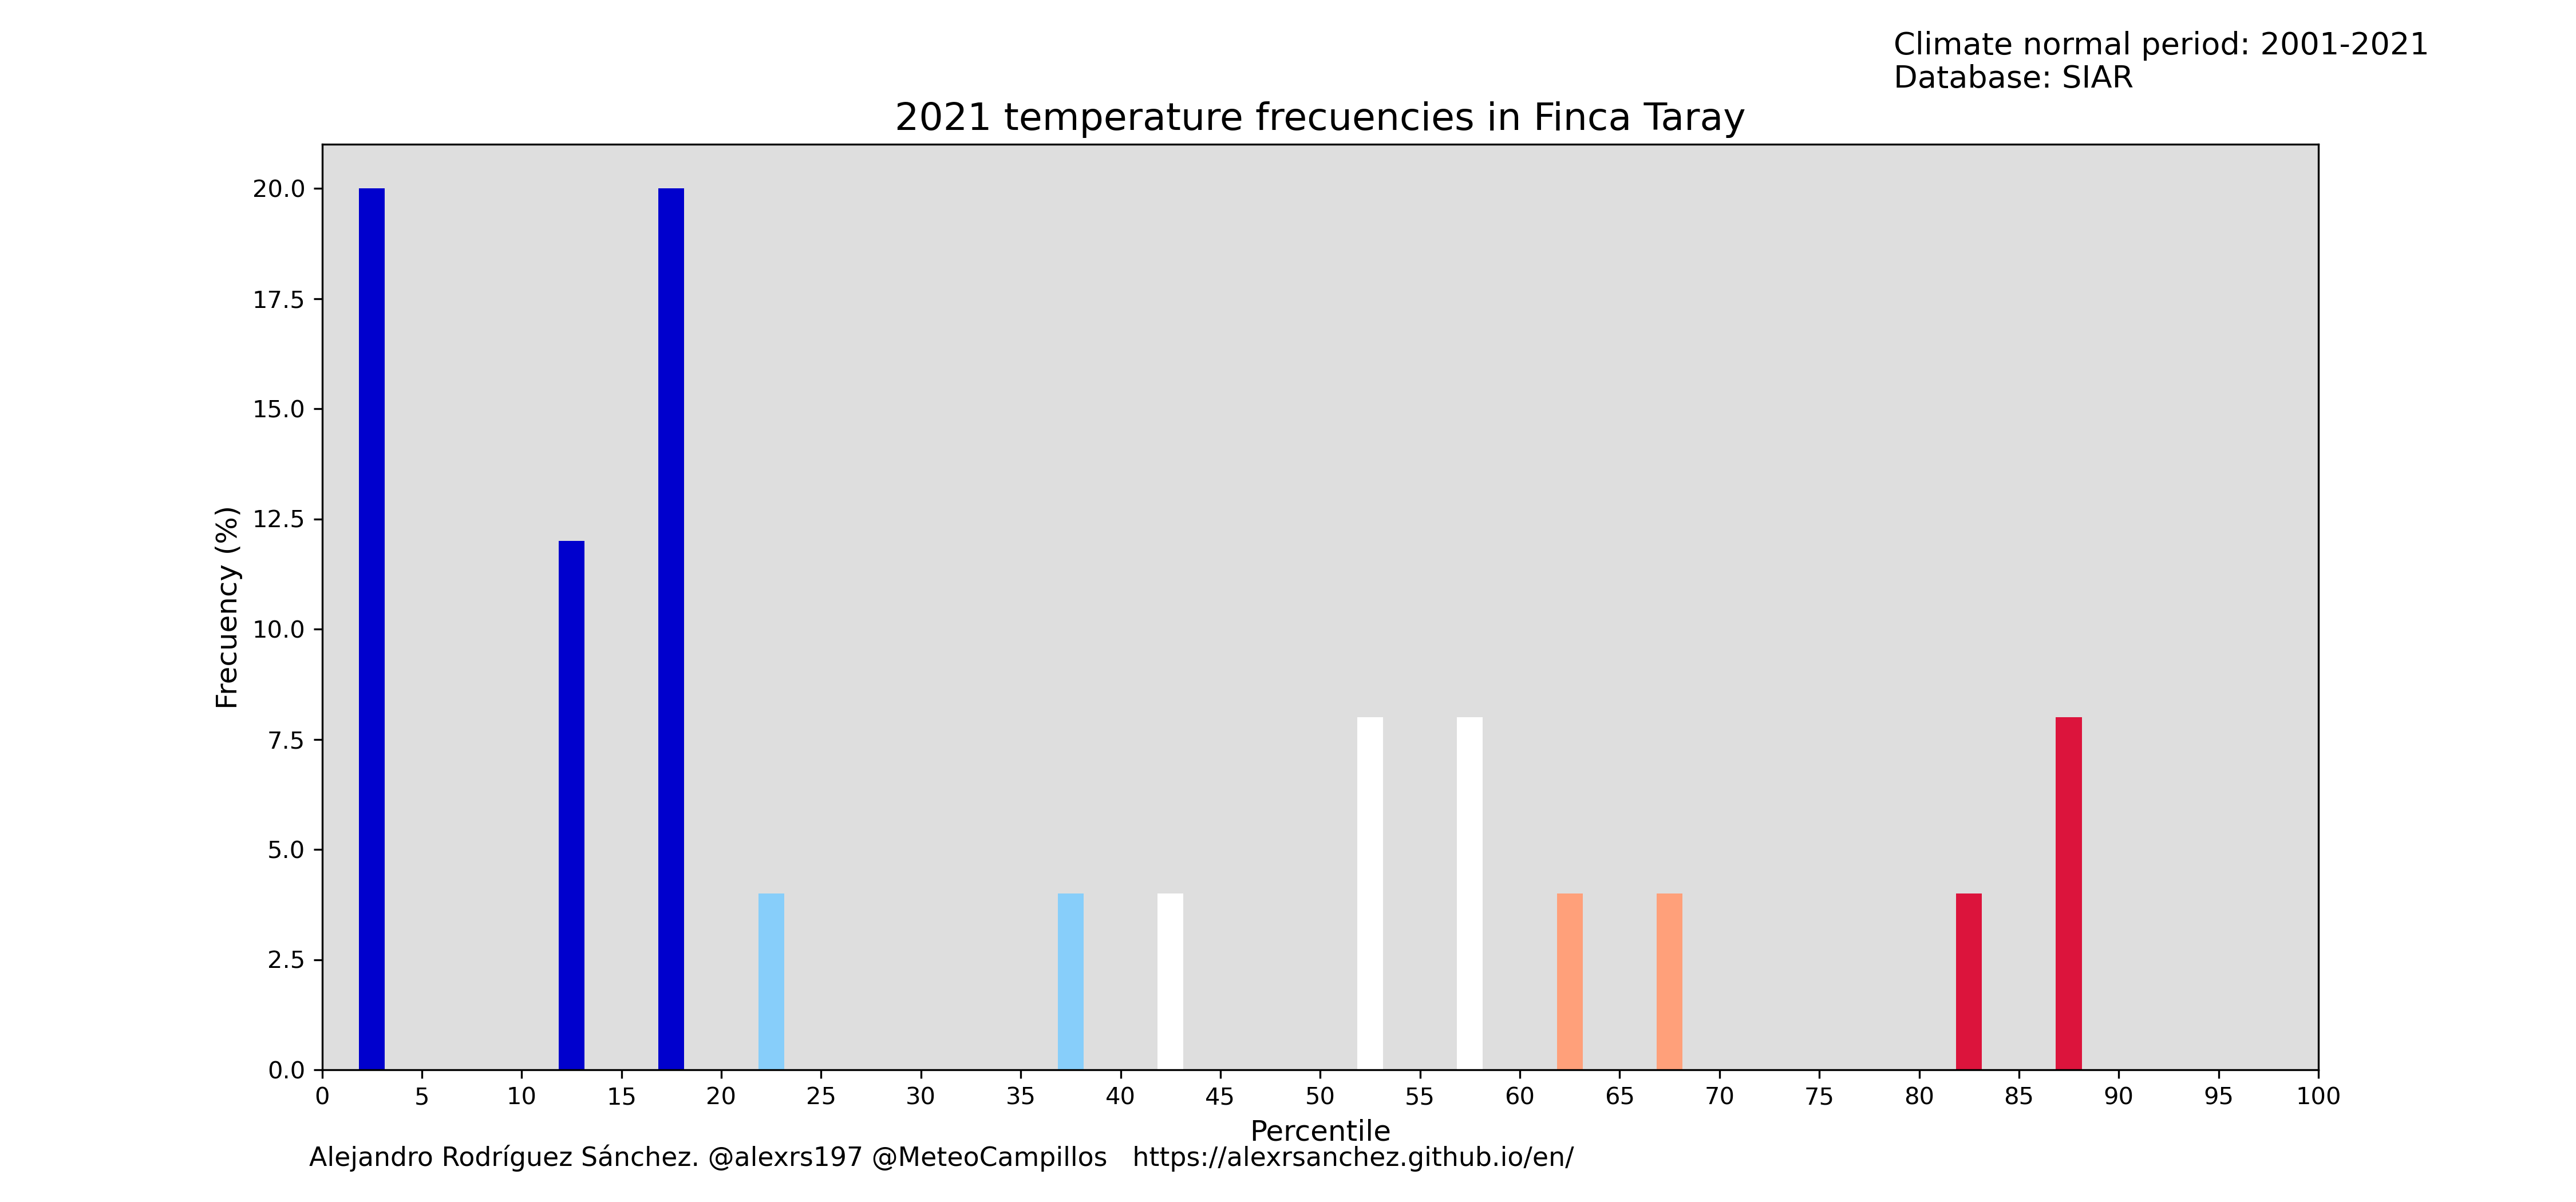 Climate normal period: 2001-2021
Database: SIAR
2021 temperature frecuencies in Finca Taray
20.0
17.5
15.0
12.5
10.0
7.5
5.0
2.5
0.0
Frecuency (%)
0 5 10 15 20 25 30 35 40 45 50 55 60 65 70 75 80 85 90 95 100
Percentile
Alejandro Rodríguez Sánchez. @alexrs197 @MeteoCampillos https://alexrsanchez.github.io/en/